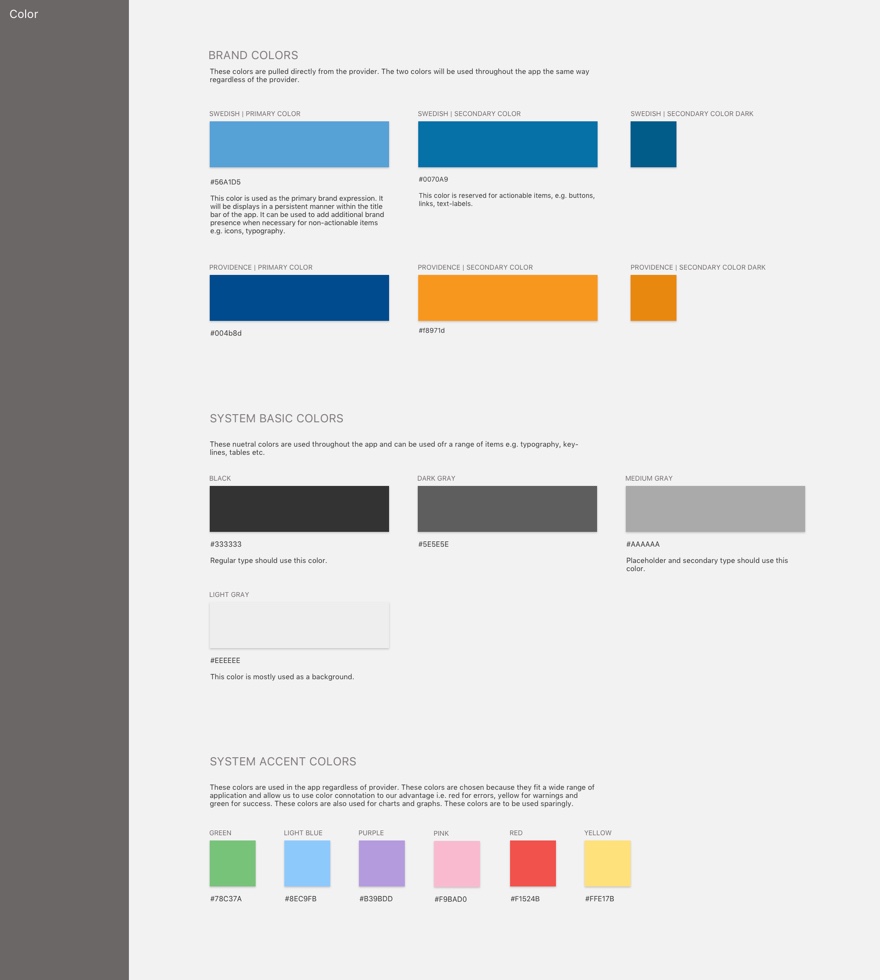 Color
BRAND COLORS
These colors are pulled directly from the provider. The two colors will be used throughout the app the same way
regardless of the provider.
SWEDISH | PRIMARY COLOR
#56A1D5
This color is used as the primary brand expression. It
will be displays in a persistent manner within the title
bar of the app. It can be used to add additional brand
presence when necessary for non-actionable items
e.g. icons, typography.
SWEDISH | SECONDARY COLOR
#0070A9
This color is reserved for actionable items, e.g. buttons,
links, text-labels.
SWEDISH | SECONDARY COLOR DARK
PROVIDENCE | PRIMARY COLOR
#004b8d
PROVIDENCE | SECONDARY COLOR
#f8971d
PROVIDENCE | SECONDARY COLOR DARK
SYSTEM BASIC COLORS
These nuetral colors are used throughout the app and can be used ofr a range of items e.g. typography, key-
lines, tables etc.
BLACK
#333333
Regular type should use this color.
DARK GRAY
#5E5E5E
MEDIUM GRAY
#AAAAAA
Placeholder and secondary type should use this
color.
LIGHT GRAY
#EEEEEE
This color is mostly used as a background.
SYSTEM ACCENT COLORS
These colors are used in the app regardless of provider. These colors are chosen because they fit a wide range of
application and allow us to use color connotation to our advantage i.e. red for errors, yellow for warnings and
green for success. These colors are also used for charts and graphs. These colors are to be used sparingly.
GREEN
#78C37A
LIGHT BLUE
#8EC9FB
PURPLE
#B39BDD
PINK
#F9BAD0
RED
#F1524B
YELLOW
#FFE17B